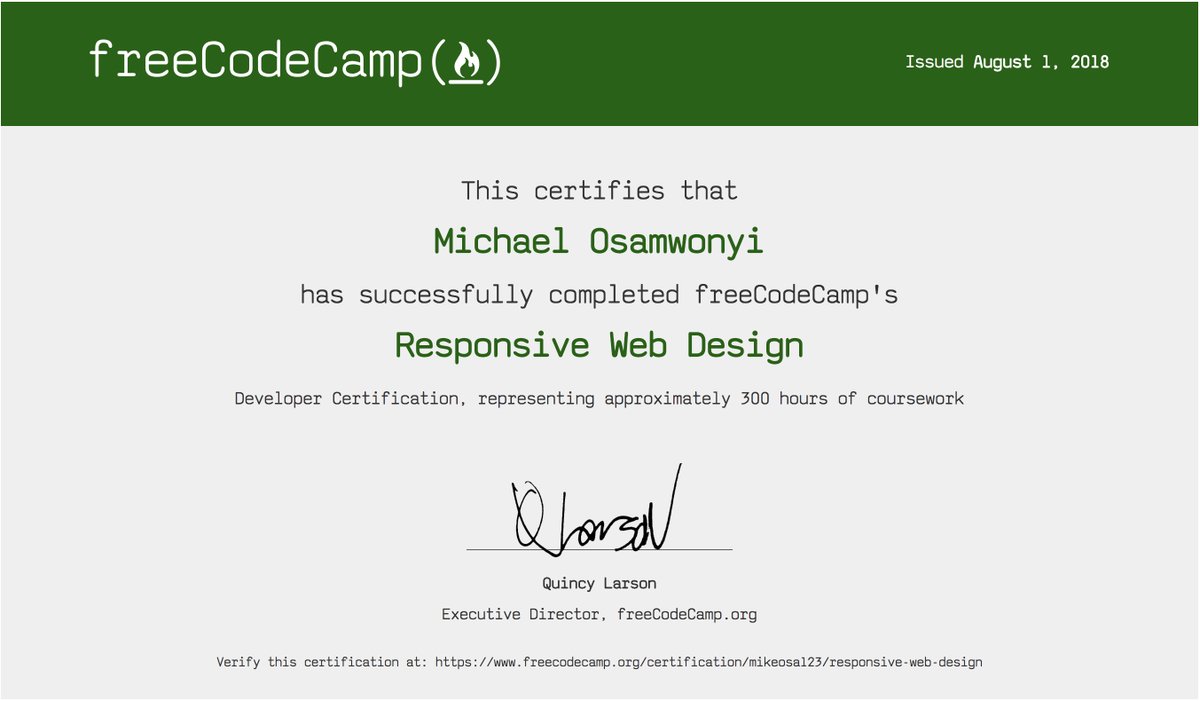 freeCodeCamp(🔥)
Issued August 1, 2018
This certifies that
Michael Osamwonyi
has successfully completed freeCodeCamp's
Responsive Web Design
Developer Certification, representing approximately 300 hours of coursework
Q Larson
Quincy Larson
Executive Director, freeCodeCamp.org
Verify this certification at: https://www.freecodecamp.org/certification/mikeosa123/responsive-web-design